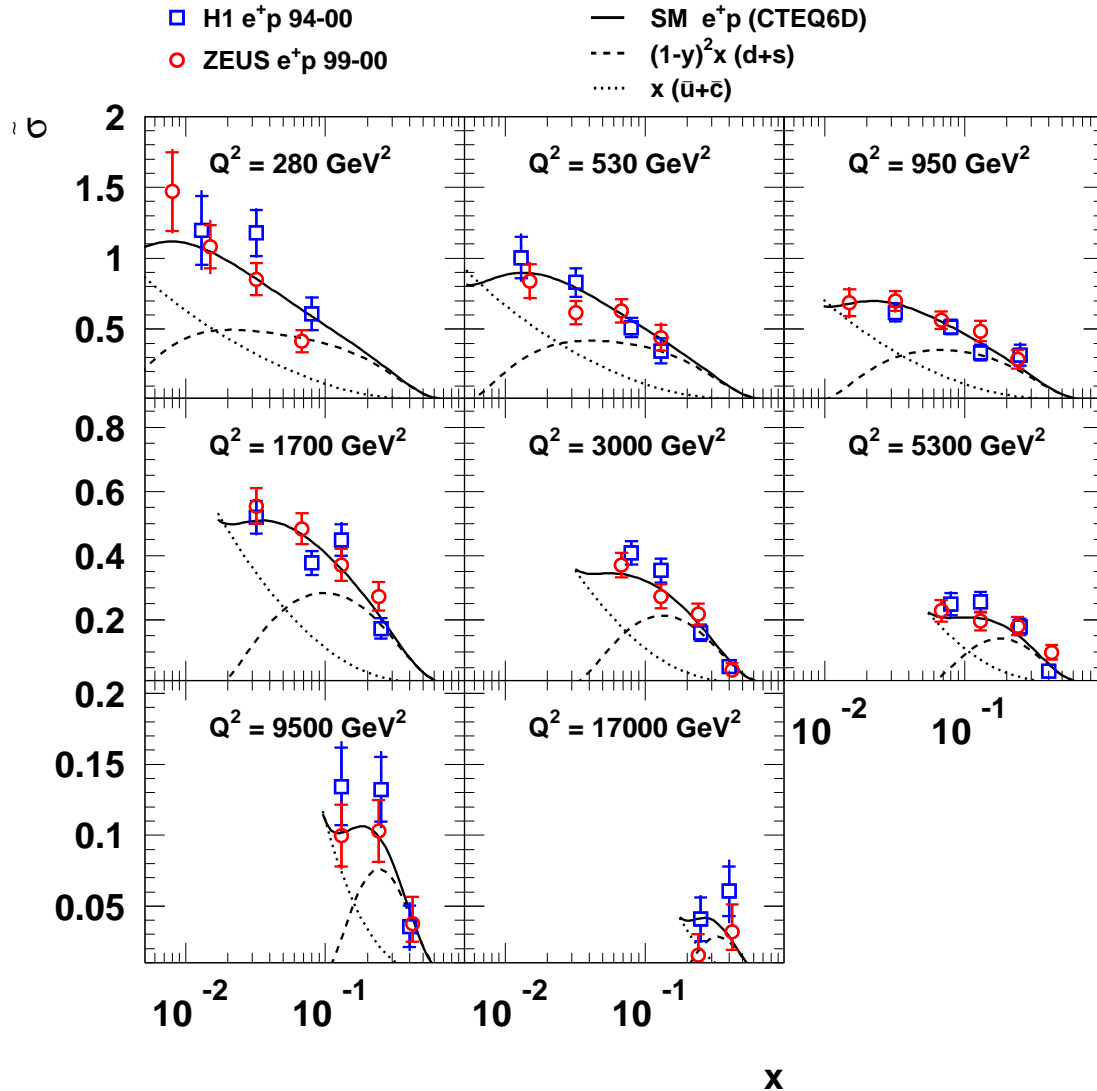 H1 e⁺p 94-00
ZEUS e⁺p 99-00
SM e⁺p (CTEQ6D)
(1-y)²x (d+s)
x (ū+c̄)
σ̃
2
1.5
1
0.5
Q² = 280 GeV²
Q² = 530 GeV²
Q² = 950 GeV²
0.8
0.6
0.4
0.2
Q² = 1700 GeV²
Q² = 3000 GeV²
Q² = 5300 GeV²
10⁻² 10⁻¹
0.2
0.15
0.1
0.05
Q² = 9500 GeV²
Q² = 17000 GeV²
10⁻² 10⁻¹ 10⁻² 10⁻¹
x